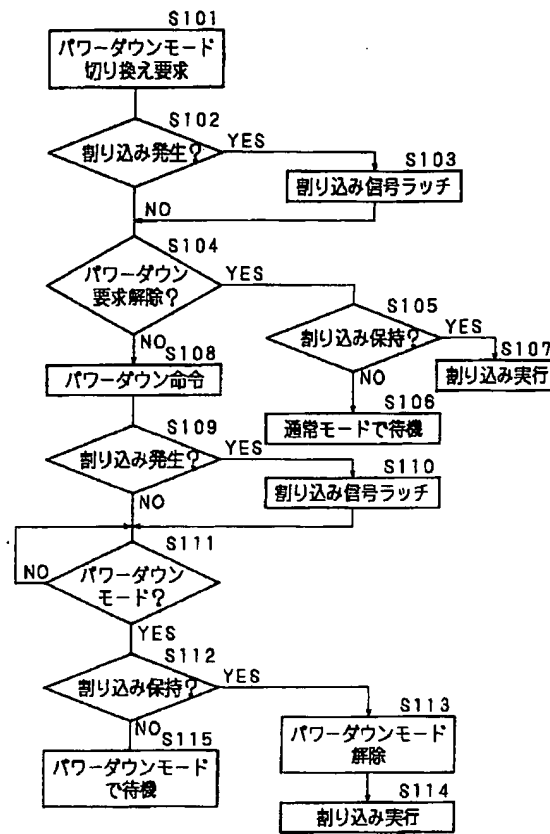 S101
パワーダウンモード
切り換え要求
S102
割り込み発生?
YES
S103
割り込み信号ラッチ
NO
S104
パワーダウン
要求解除?
YES
S105
割り込み保持?
YES
S107
割り込み実行
NO
S106
通常モードで待機
NO
S108
パワーダウン命令
S109
割り込み発生?
YES
S110
割り込み信号ラッチ
NO
S111
NO
パワーダウン
モード?
YES
S112
割り込み保持?
YES
S113
パワーダウンモード
解除
NO
S115
パワーダウンモード
で待機
S114
割り込み実行